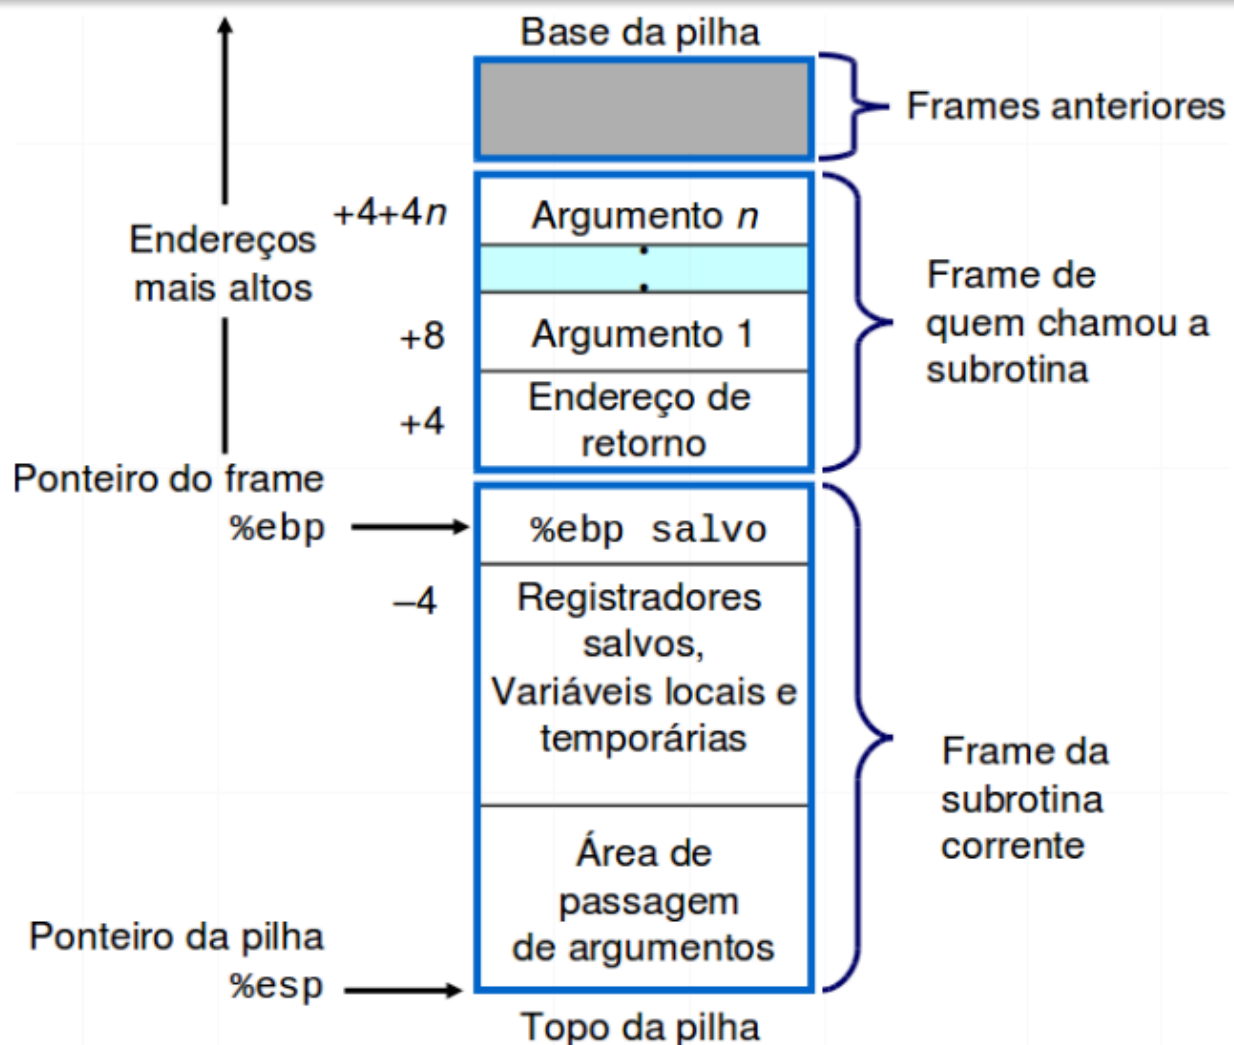 Base da pilha
Frames anteriores
+4+4n
Argumento n
Endereços
mais altos
Frame de
quem chamou a
subrotina
+8
Argumento 1
+4
Endereço de
retorno
Ponteiro do frame
%ebp
%ebp salvo
–4
Registradores
salvos,
Variáveis locais e
temporárias
Frame da
subrotina
corrente
Área de
passagem
de argumentos
Ponteiro da pilha
%esp
Topo da pilha